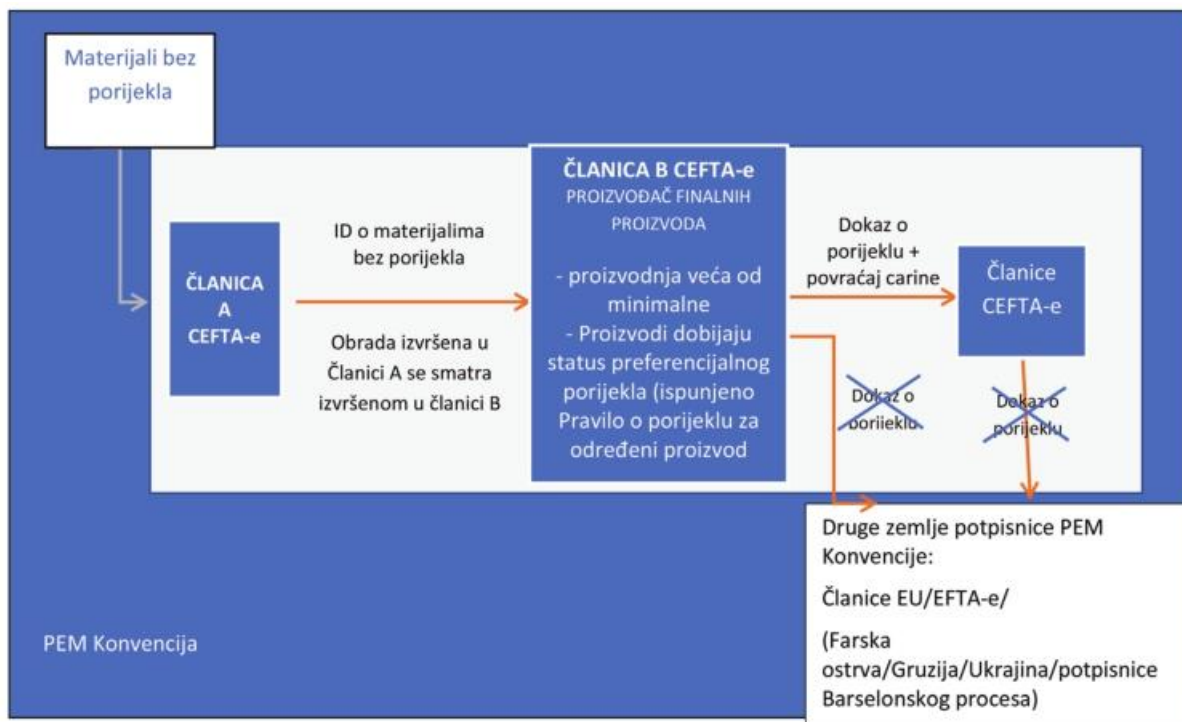 Materijali bez
porijekla
ČLANICA
A
CEFTA-e
ID o materijalima
bez porijekla
Obrada izvršena u
Članici A se smatra
izvršenom u članici B
ČLANICA B CEFTA-e
PROIZVOĐAČ FINALNIH
PROIZVODA
- proizvodnja veća od
minimalne
- Proizvodi dobijaju
status preferencijalnog
porijekla (ispunjeno
Pravilo o porijeklu za
određeni proizvod
Dokaz o
porijeklu +
povraćaj carine
Članice
CEFTA-e
Dokaz o
porijeklu
Dokaz o
porijeklu
Druge zemlje potpisnice PEM
Konvencije:
Članice EU/EFTA-e/
(Farska
ostrva/Gruzija/Ukrajina/potpisnice
Barselonskog procesa)
PEM Konvencija